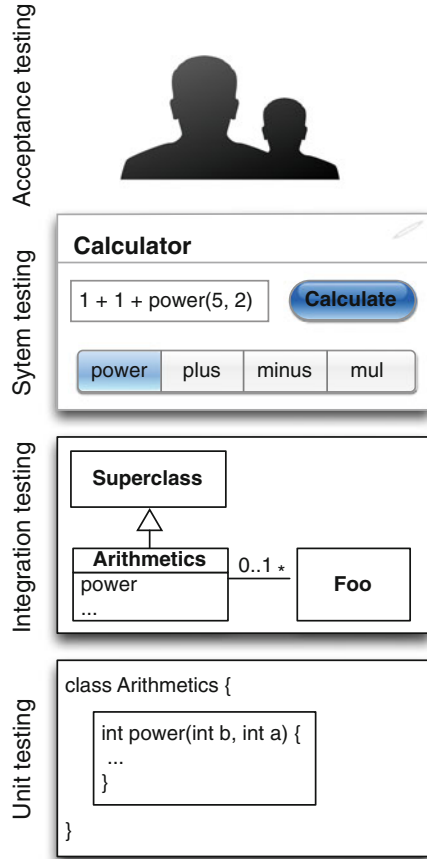 Acceptance testing
Sytem testing
Calculator
1 + 1 + power(5, 2)
Calculate
power
plus
minus
mul
Integration testing
Superclass
Arithmetics
power
...
0..1 *
Foo
Unit testing
class Arithmetics {
int power(int b, int a) {
...
}
}